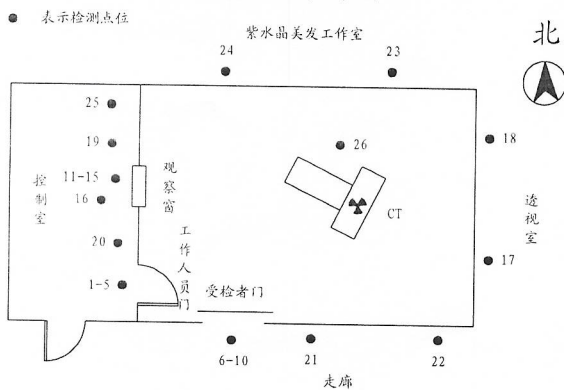 表示检测点位
紫水晶美发工作室
北
24
23
25
19
11-15
16
20
1-5
控制室
观察窗
工作人员门
26
CT
18
透视室
17
受检者门
6-10
21
22
走廊